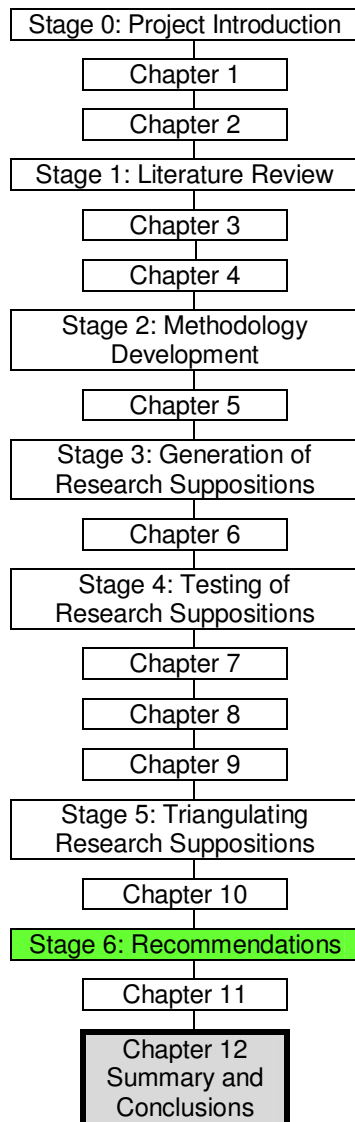 Stage 0: Project Introduction
Chapter 1
Chapter 2
Stage 1: Literature Review
Chapter 3
Chapter 4
Stage 2: Methodology
Development
Chapter 5
Stage 3: Generation of
Research Suppositions
Chapter 6
Stage 4: Testing of
Research Suppositions
Chapter 7
Chapter 8
Chapter 9
Stage 5: Triangulating
Research Suppositions
Chapter 10
Stage 6: Recommendations
Chapter 11
Chapter 12
Summary and
Conclusions